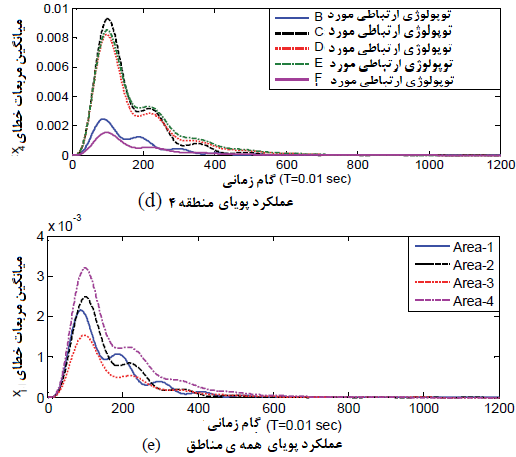 0.01
0.008
0.006
0.004
0.002
0
میانگین مربعات خطای X
توپولوژی ارتباطی مورد B
توپولوژی ارتباطی مورد C
توپولوژی ارتباطی مورد D
توپولوژی ارتباطی مورد E
توپولوژی ارتباطی مورد F
0 200 400 600 800 1000 1200
گام زمانی (T=0.01 sec)
(d) عملکرد پویای منطقه ۴
x 10⁻³
4
3
2
1
0
میانگین مربعات خطای X
Area-1
Area-2
Area-3
Area-4
0 200 400 600 800 1000 1200
گام زمانی (T=0.01 sec)
(e)
عملکرد پویای همه ی مناطق